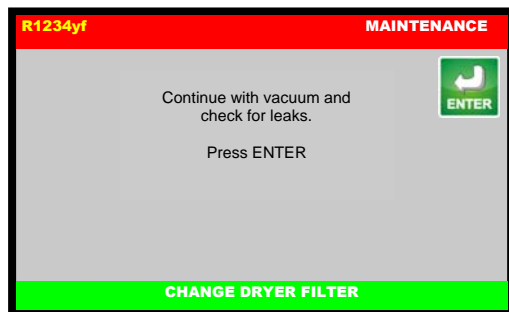 R1234yf MAINTENANCE
Continue with vacuum and
check for leaks.
ENTER
Press ENTER
CHANGE DRYER FILTER